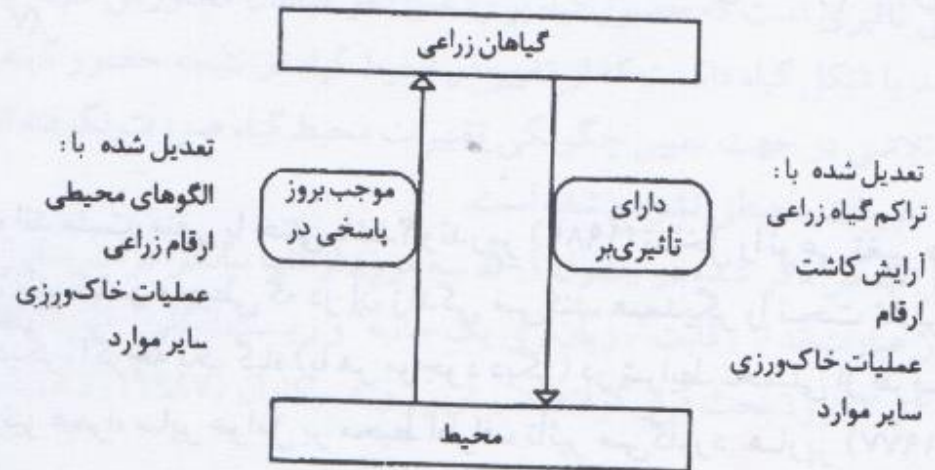 گیاهان زراعی
تعدیل شده با:
تراکم گیاه زراعی
آرایش کاشت
ارقام
عملیات خاک‌ورزی
سایر موارد
دارای
تأثیری‌بر
موجب بروز
پاسخی در
تعدیل شده با:
الگوهای محیطی
ارقام زراعی
عملیات خاک‌ورزی
سایر موارد
محیط